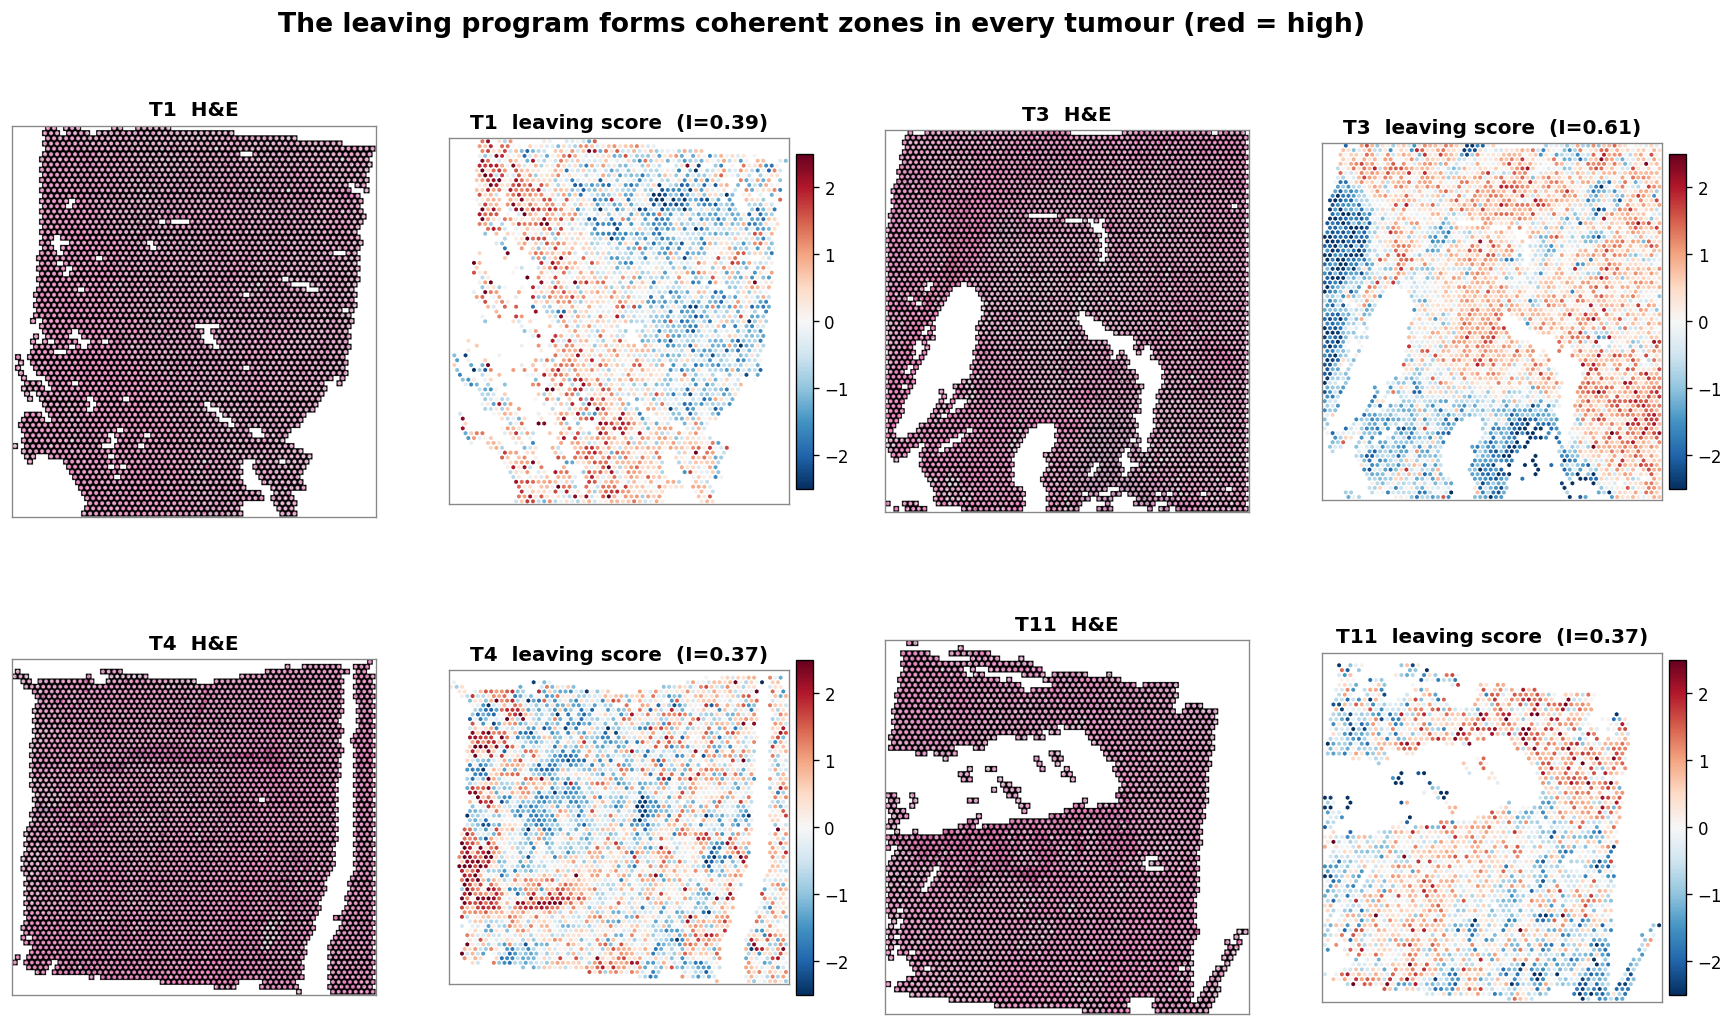 The leaving program forms coherent zones in every tumour (red = high)
T1  H&E
T1  leaving score  (I=0.39)
2
1
0
−1
−2
T3  H&E
T3  leaving score  (I=0.61)
2
1
0
−1
−2
T4  H&E
T4  leaving score  (I=0.37)
2
1
0
−1
−2
T11  H&E
T11  leaving score  (I=0.37)
2
1
0
−1
−2